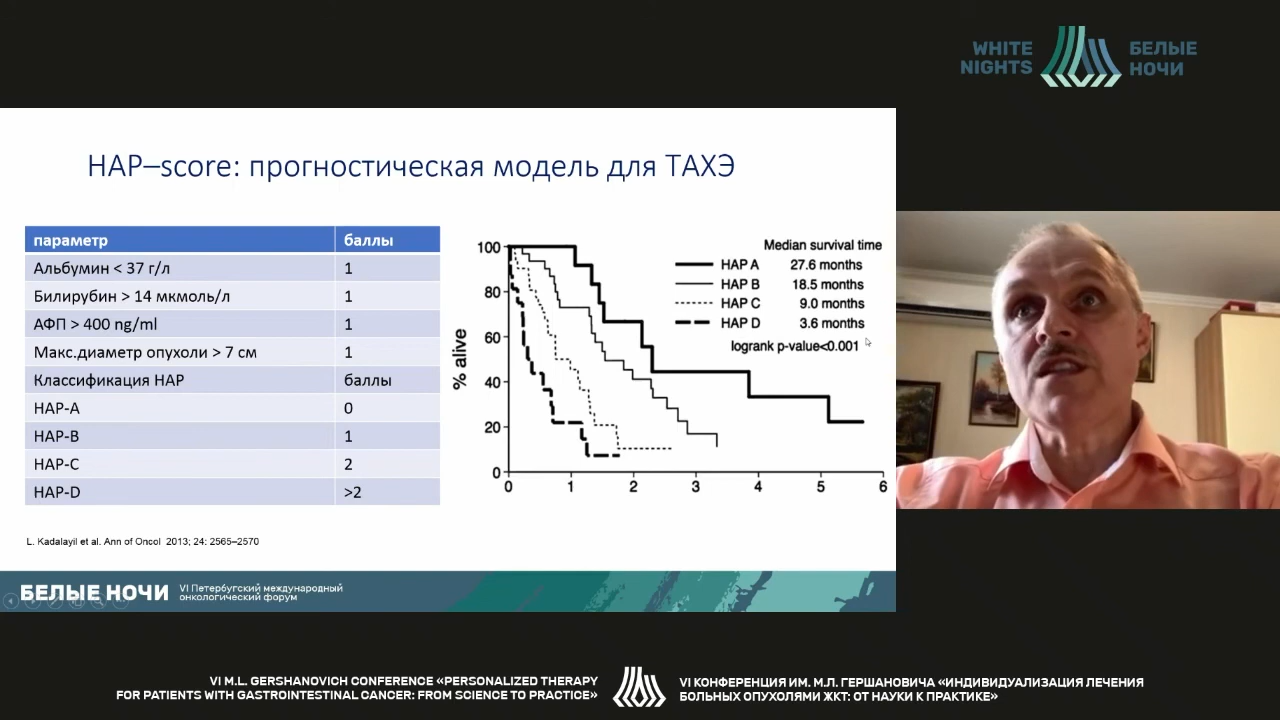 WHITE
NIGHTS
БЕЛЫЕ
НОЧИ
HAP–score: прогностическая модель для ТАХЭ
параметр баллы
Альбумин < 37 г/л 1
Билирубин > 14 мкмоль/л 1
АФП > 400 ng/ml 1
Макс.диаметр опухоли > 7 см 1
Классификация HAP баллы
HAP-A 0
HAP-B 1
HAP-C 2
HAP-D >2
% alive
100
80
60
40
20
0
0 1 2 3 4 5 6
Median survival time
HAP A 27.6 months
HAP B 18.5 months
HAP C 9.0 months
HAP D 3.6 months
logrank p-value<0.001
L. Kadalayil et al. Ann of Oncol 2013; 24: 2565–2570
БЕЛЫЕ НОЧИ
VI Петербугский международный
онкологический форум
VI M.L. GERSHANOVICH CONFERENCE «PERSONALIZED THERAPY
FOR PATIENTS WITH GASTROINTESTINAL CANCER: FROM SCIENCE TO PRACTICE»
VI КОНФЕРЕНЦИЯ ИМ. М.Л. ГЕРШАНОВИЧА «ИНДИВИДУАЛИЗАЦИЯ ЛЕЧЕНИЯ
БОЛЬНЫХ ОПУХОЛЯМИ ЖКТ: ОТ НАУКИ К ПРАКТИКЕ»